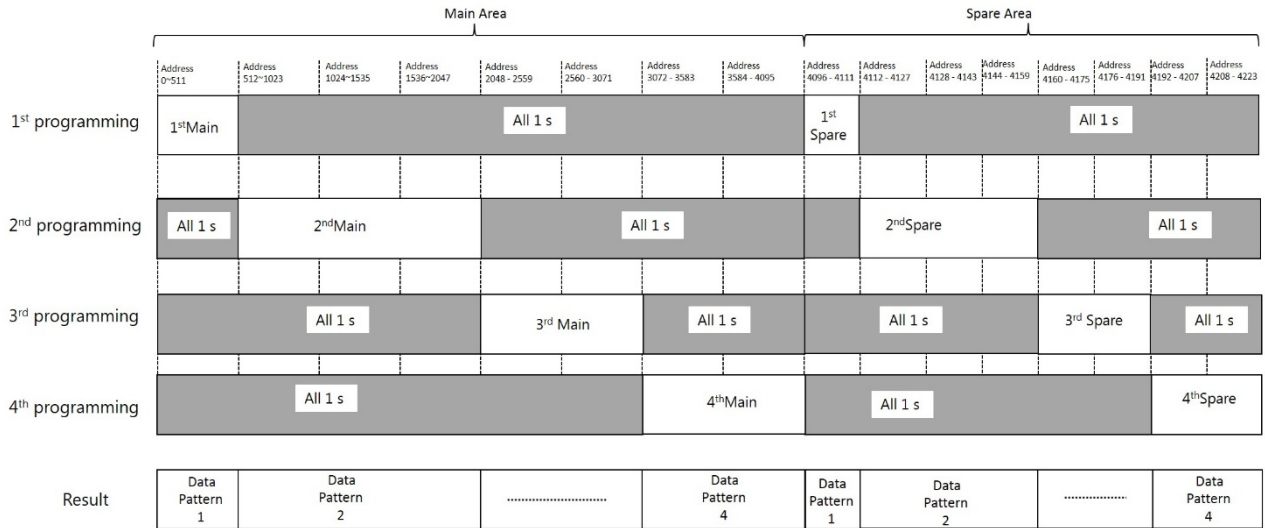 Main Area
Spare Area
Address
0~511
Address
512~1023
Address
1024~1535
Address
1536~2047
Address
2048 - 2559
Address
2560 - 3071
Address
3072 - 3583
Address
3584 - 4095
Address
4096 - 4111
Address
4112 - 4127
Address
4128 - 4143
Address
4144 - 4159
Address
4160 - 4175
Address
4176 - 4191
Address
4192 - 4207
Address
4208 - 4223
1st programming
1stMain
All 1 s
1st
Spare
All 1 s
2nd programming
All 1 s
2ndMain
All 1 s
2ndSpare
All 1 s
3rd programming
All 1 s
3rd Main
All 1 s
All 1 s
3rd Spare
All 1 s
4th programming
All 1 s
4thMain
All 1 s
4thSpare
Result
Data
Pattern
1
Data
Pattern
2
........................
Data
Pattern
4
Data
Pattern
1
Data
Pattern
2
...............
Data
Pattern
4